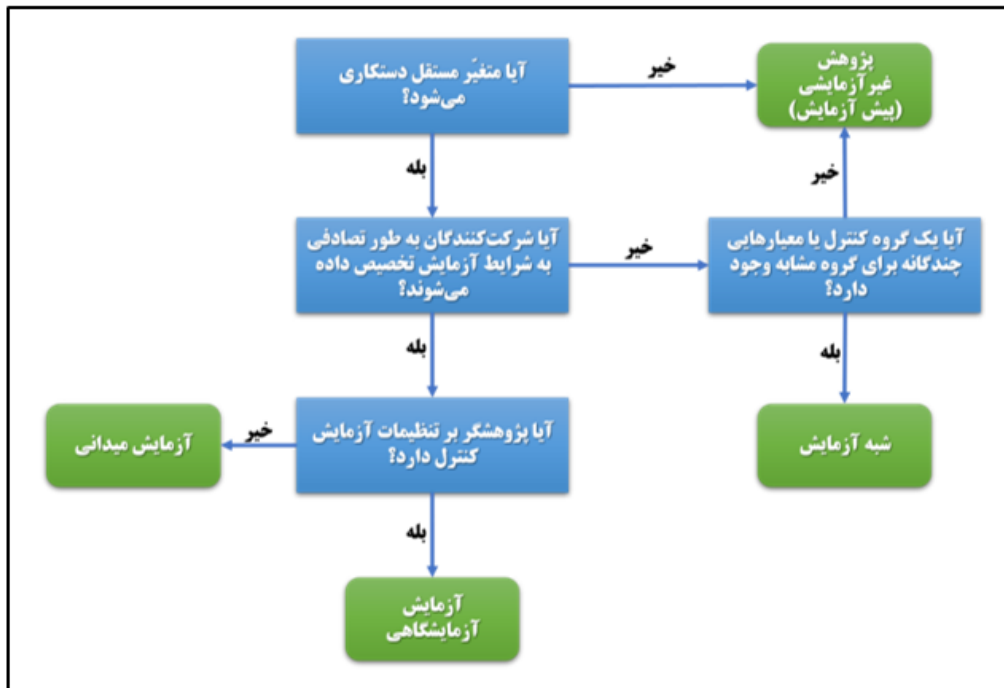 آیا متغیّر مستقل دستکاری
می‌شود؟
خیر
پژوهش
غیرآزمایشی
(پیش آزمایش)
بله
خیر
آیا شرکت‌کنندگان به طور تصادفی
به شرایط آزمایش تخصیص داده
می‌شوند؟
خیر
آیا یک گروه کنترل یا معیارهایی
چندگانه برای گروه مشابه وجود
دارد؟
بله
بله
آیا پژوهشگر بر تنظیمات آزمایش
کنترل دارد؟
خیر
آزمایش میدانی
شبه آزمایش
بله
آزمایش
آزمایشگاهی